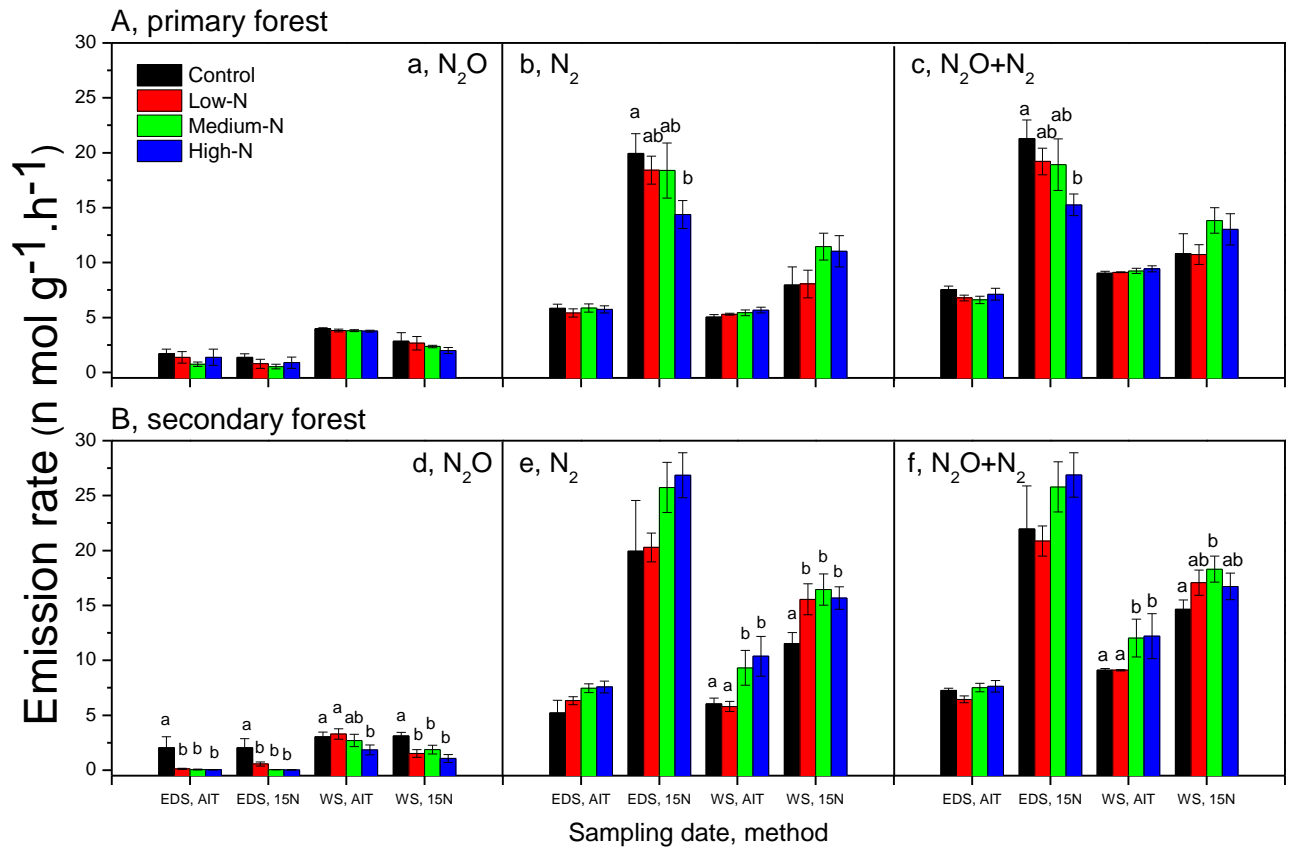 A, primary forest
a, N₂O
b, N₂
c, N₂O+N₂
Control
Low-N
Medium-N
High-N
30
25
20
15
10
5
0
a
ab
ab
b
a
ab
ab
b
B, secondary forest
d, N₂O
e, N₂
f, N₂O+N₂
30
25
20
15
10
5
0
a
b
b
b
a
b
b
b
a
a
ab
b
a
b
b
b
a
a
b
b
a
b
b
b
a
a
b
b
a
ab
b
ab
EDS, AIT
EDS, 15N
WS, AIT
WS, 15N
EDS, AIT
EDS, 15N
WS, AIT
WS, 15N
EDS, AIT
EDS, 15N
WS, AIT
WS, 15N
Sampling date, method
Emission rate (n mol g⁻¹.h⁻¹)